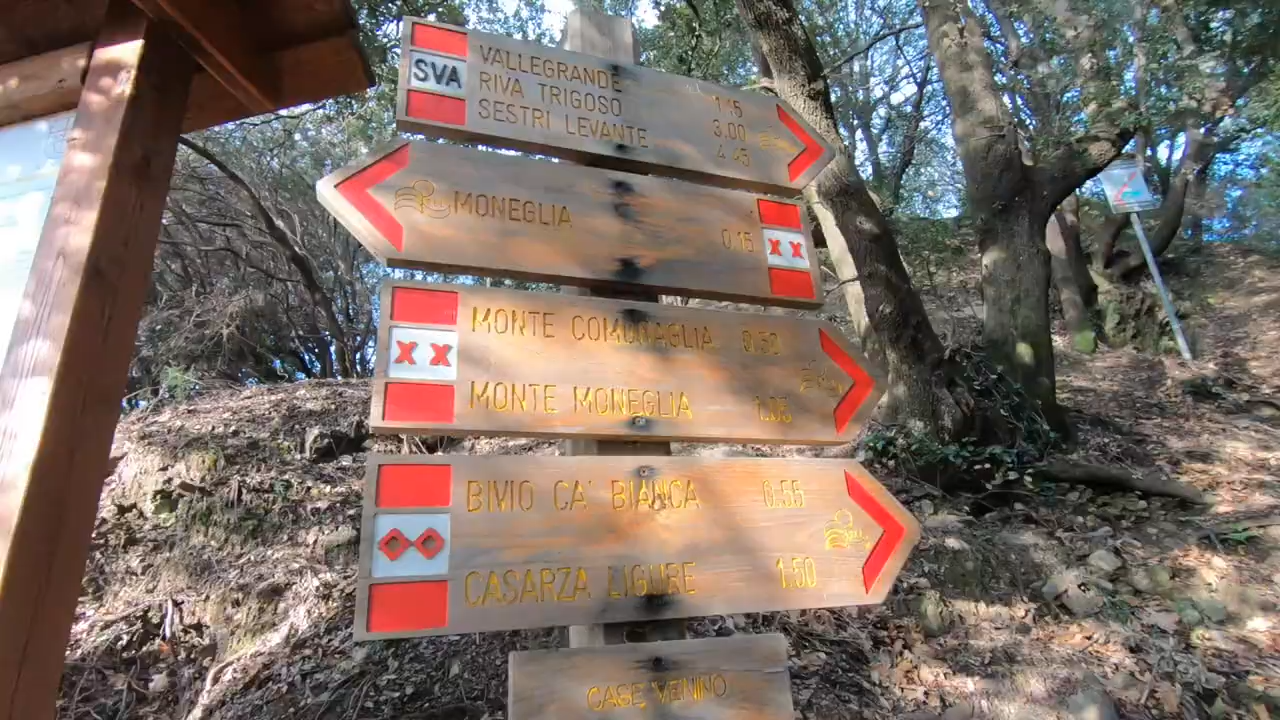 SVA
VALLEGRANDE 1.15
RIVA TRIGOSO 3.00
SESTRI LEVANTE 4.45
MONEGLIA 0.15
X X
MONTE COMUNAGLIA 0.50
X X
MONTE MONEGLIA 1.05
BIVIO CA' BIANCA 0.55
CASARZA LIGURE 1.50
CASE VENINO